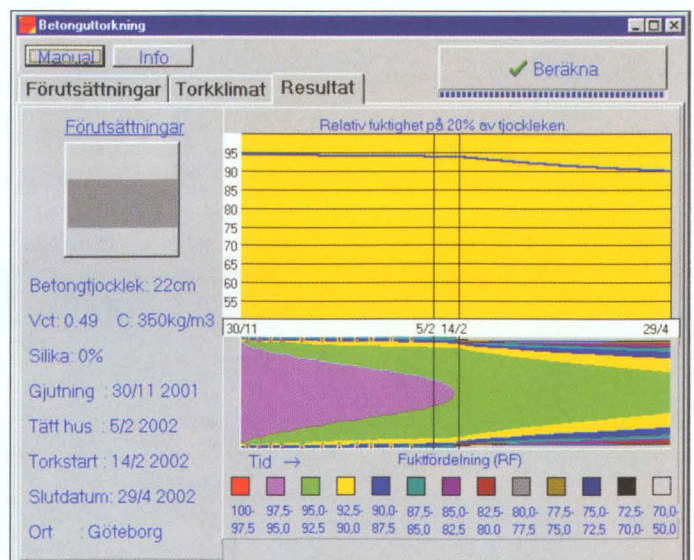 Betonguttorkning
Manual Info
Beräkna
Förutsättningar Torkklimat Resultat
Förutsättningar
Betongtjocklek: 22cm
Vct: 0.49 C: 350kg/m3
Silika: 0%
Gjutning : 30/11 2001
Tätt hus : 5/2 2002
Torkstart : 14/2 2002
Slutdatum: 29/4 2002
Ort : Göteborg
Relativ fuktighet på 20% av tjockleken.
95
90
85
80
75
70
65
60
55
30/11 5/2 14/2 29/4
Tid → Fuktfördelning (RF)
100- 97,5- 95,0- 92,5- 90,0- 87,5- 85,0- 82,5- 80,0- 77,5- 75,0- 72,5- 70,0-
97,5 95,0 92,5 90,0 87,5 85,0 82,5 80.0 77,5 75,0 72,5 70,0- 50,0